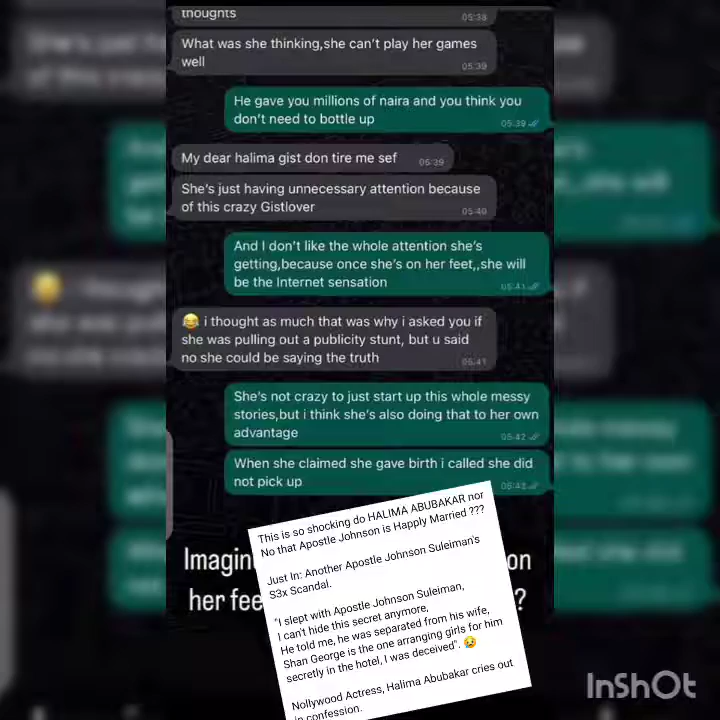 thoughts
05:38
What was she thinking,she can't play her games
well
05:39
He gave you millions of naira and you think you
don't need to bottle up
05:39
My dear halima gist don tire me sef
05:39
She's just having unnecessary attention because
of this crazy Gistlover
05:40
And I don't like the whole attention she's
getting,because once she's on her feet,,she will
be the Internet sensation
05:41
😂 i thought as much that was why i asked you if
she was pulling out a publicity stunt, but u said
no she could be saying the truth
05:41
She's not crazy to just start up this whole messy
stories,but i think she's also doing that to her own
advantage
05:42
When she claimed she gave birth i called she did
not pick up
05:43
on
her
?
This is so shocking do HALIMA ABUBAKAR nor
No that Apostle Johnson is Happly Married ???
Just In: Another Apostle Johnson Suleiman's
S3x Scandal.
"I slept with Apostle Johnson Suleiman,
I can't hide this secret anymore,
He told me, he was separated from his wife,
Shan George is the one arranging girls for him
secretly in the hotel, I was deceived". 😢
Nollywood Actress, Halima Abubakar cries out
in confession.
InShOt